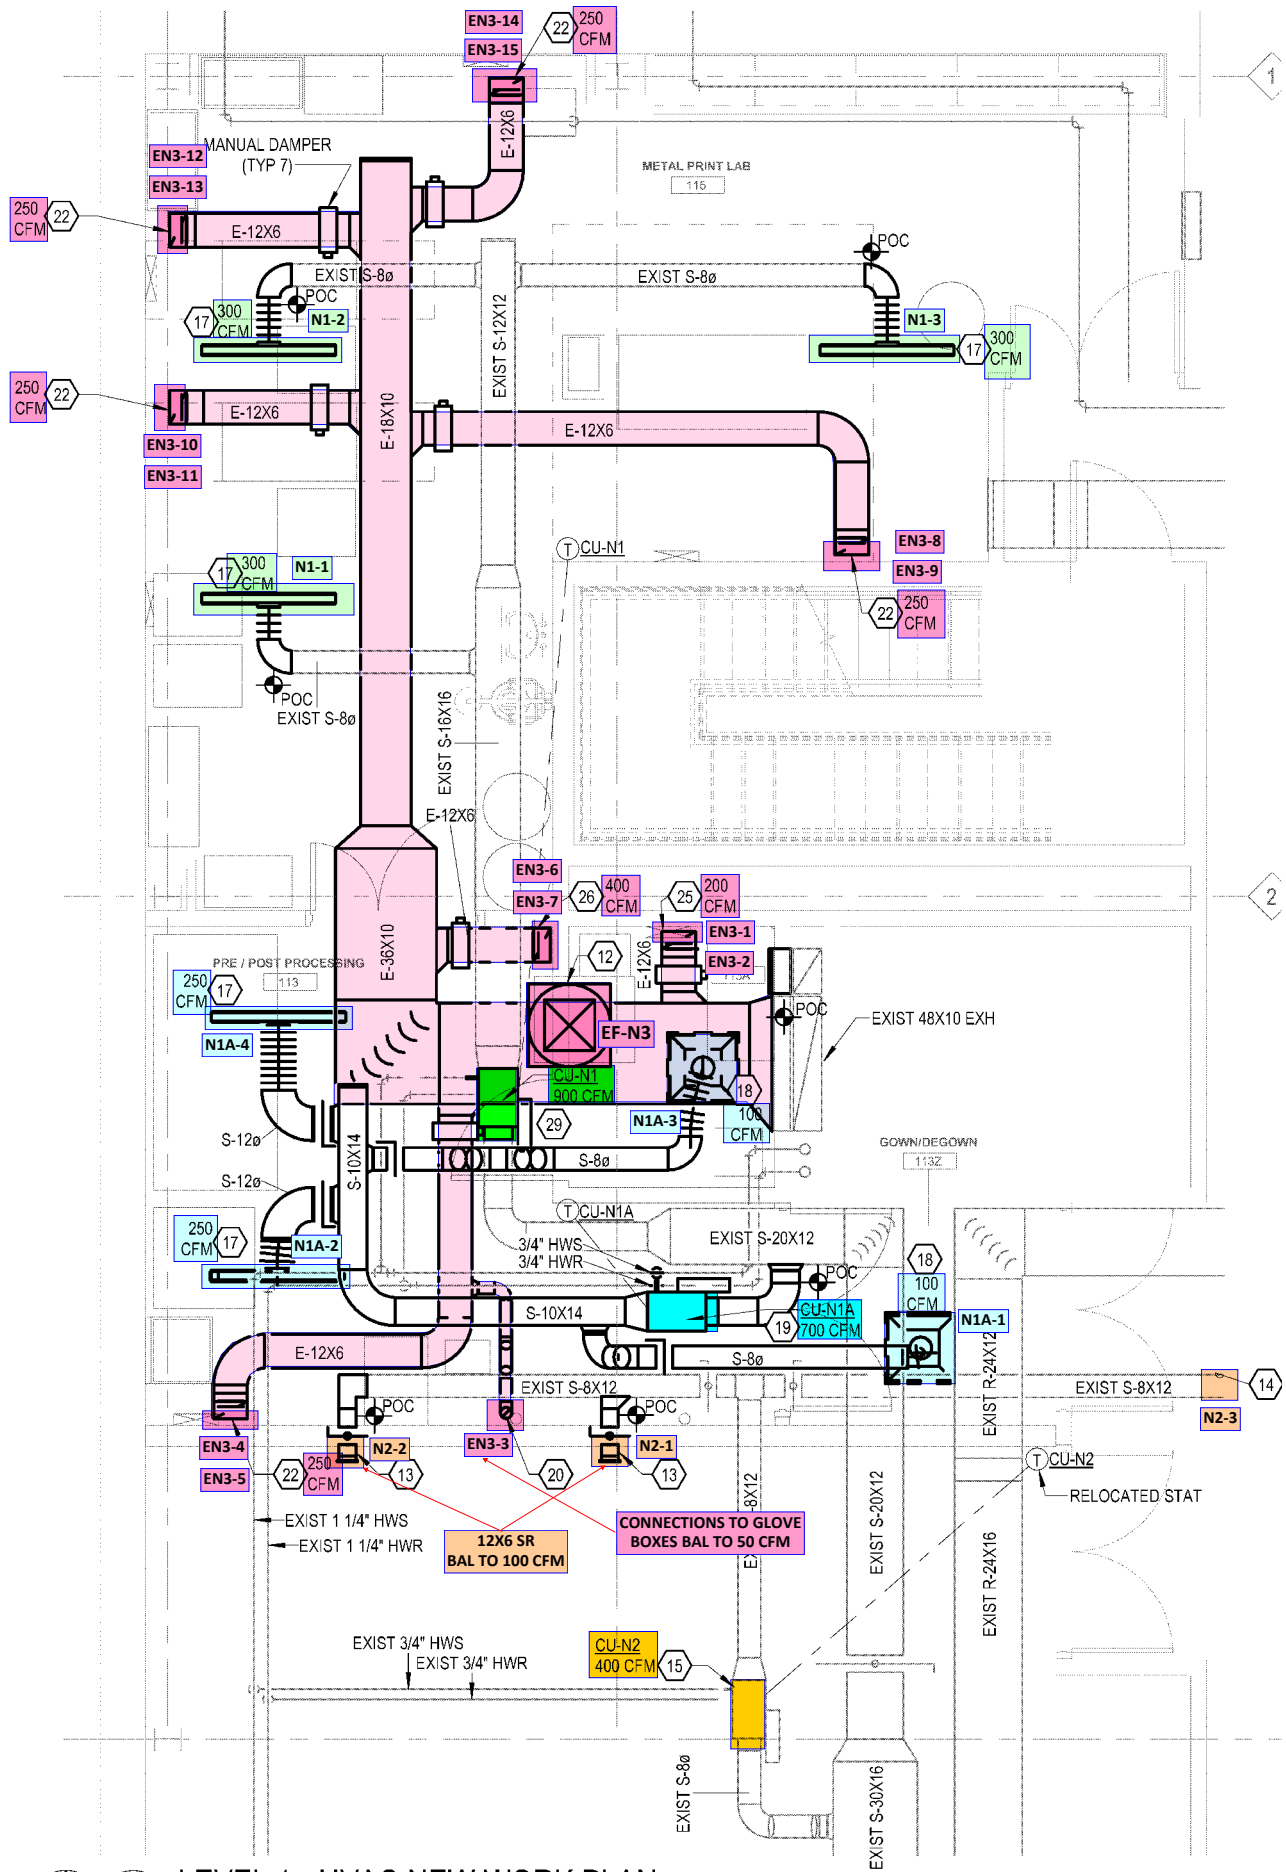 EN3-14
EN3-15
22
250
CFM
1
E-12X6
MANUAL DAMPER
(TYP 7)
EN3-12
EN3-13
METAL PRINT LAB
115
250
CFM
22
E-12X6
POC
EXIST S-8ø
EXIST S-8ø
POC
17
300
CFM
N1-2
EXIST S-12X12
N1-3
17
300
CFM
250
CFM
22
E-12X6
E-18X10
E-12X6
EN3-10
EN3-11
CU-N1
T
EN3-8
EN3-9
17
300
CFM
N1-1
22
250
CFM
POC
EXIST S-8ø
EXIST S-16X16
E-12X6
EN3-6
EN3-7
26
400
CFM
25
200
CFM
2
EN3-1
EN3-2
E-12X6
E-36X10
12
PRE / POST PROCESSING
113
250
CFM
17
POC
EXIST 48X10 EXH
EF-N3
N1A-4
CU-N1
900 CFM
18
100
CFM
N1A-3
29
S-12ø
S-10X14
S-8ø
GOWN/DEGOWN
113Z
S-12ø
T
CU-N1A
250
CFM
17
N1A-2
3/4" HWS
3/4" HWR
EXIST S-20X12
18
100
CFM
POC
S-10X14
CU-N1A
700 CFM
19
N1A-1
E-12X6
S-8ø
EXIST R-24X12
EXIST S-8X12
EXIST S-8X12
14
N2-3
POC
POC
EN3-4
EN3-5
22
250
CFM
N2-2
13
EN3-3
20
N2-1
13
T
CU-N2
RELOCATED STAT
EXIST 1 1/4" HWS
EXIST 1 1/4" HWR
12X6 SR
BAL TO 100 CFM
CONNECTIONS TO GLOVE
BOXES BAL TO 50 CFM
EXIST S-20X12
EXIST R-24X16
EXIST 3/4" HWS
EXIST 3/4" HWR
CU-N2
400 CFM
15
EXIST S-8ø
EXIST S-30X16
LEVEL 1 - HVAC NEW WORK PLAN